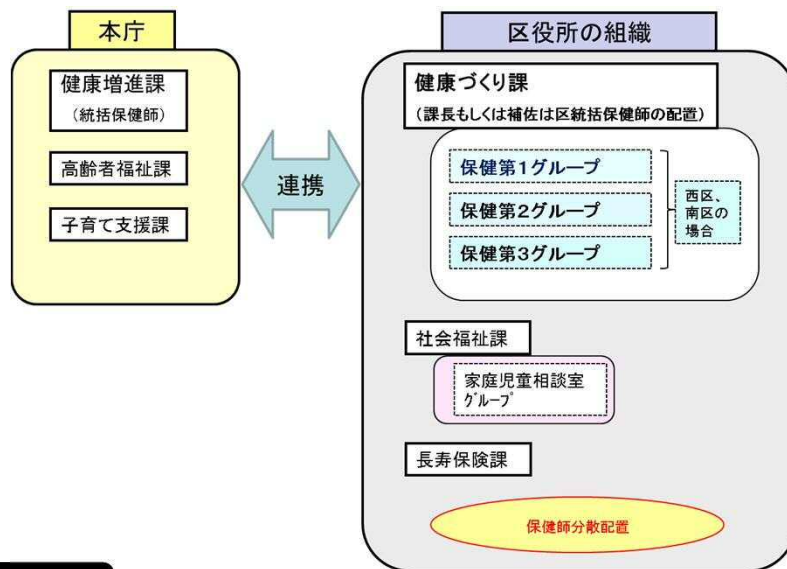 本庁
健康増進課
（統括保健師）
高齢者福祉課
子育て支援課
連携
区役所の組織
健康づくり課
（課長もしくは補佐は区統括保健師の配置）
保健第1グループ
保健第2グループ
保健第3グループ
西区、
南区の
場合
社会福祉課
家庭児童相談室
ｸﾞﾙｰﾌﾟ
長寿保険課
保健師分散配置